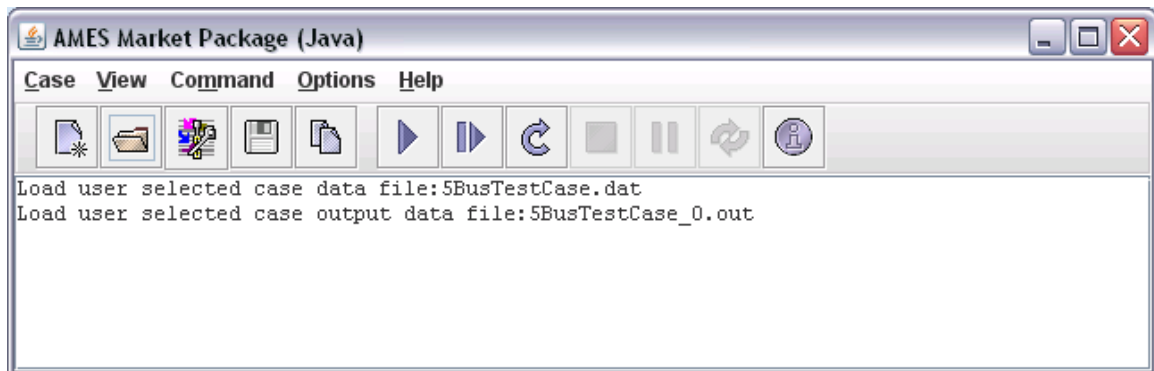 AMES Market Package (Java)
Case View Command Options Help
Load user selected case data file:5BusTestCase.dat
Load user selected case output data file:5BusTestCase_0.out